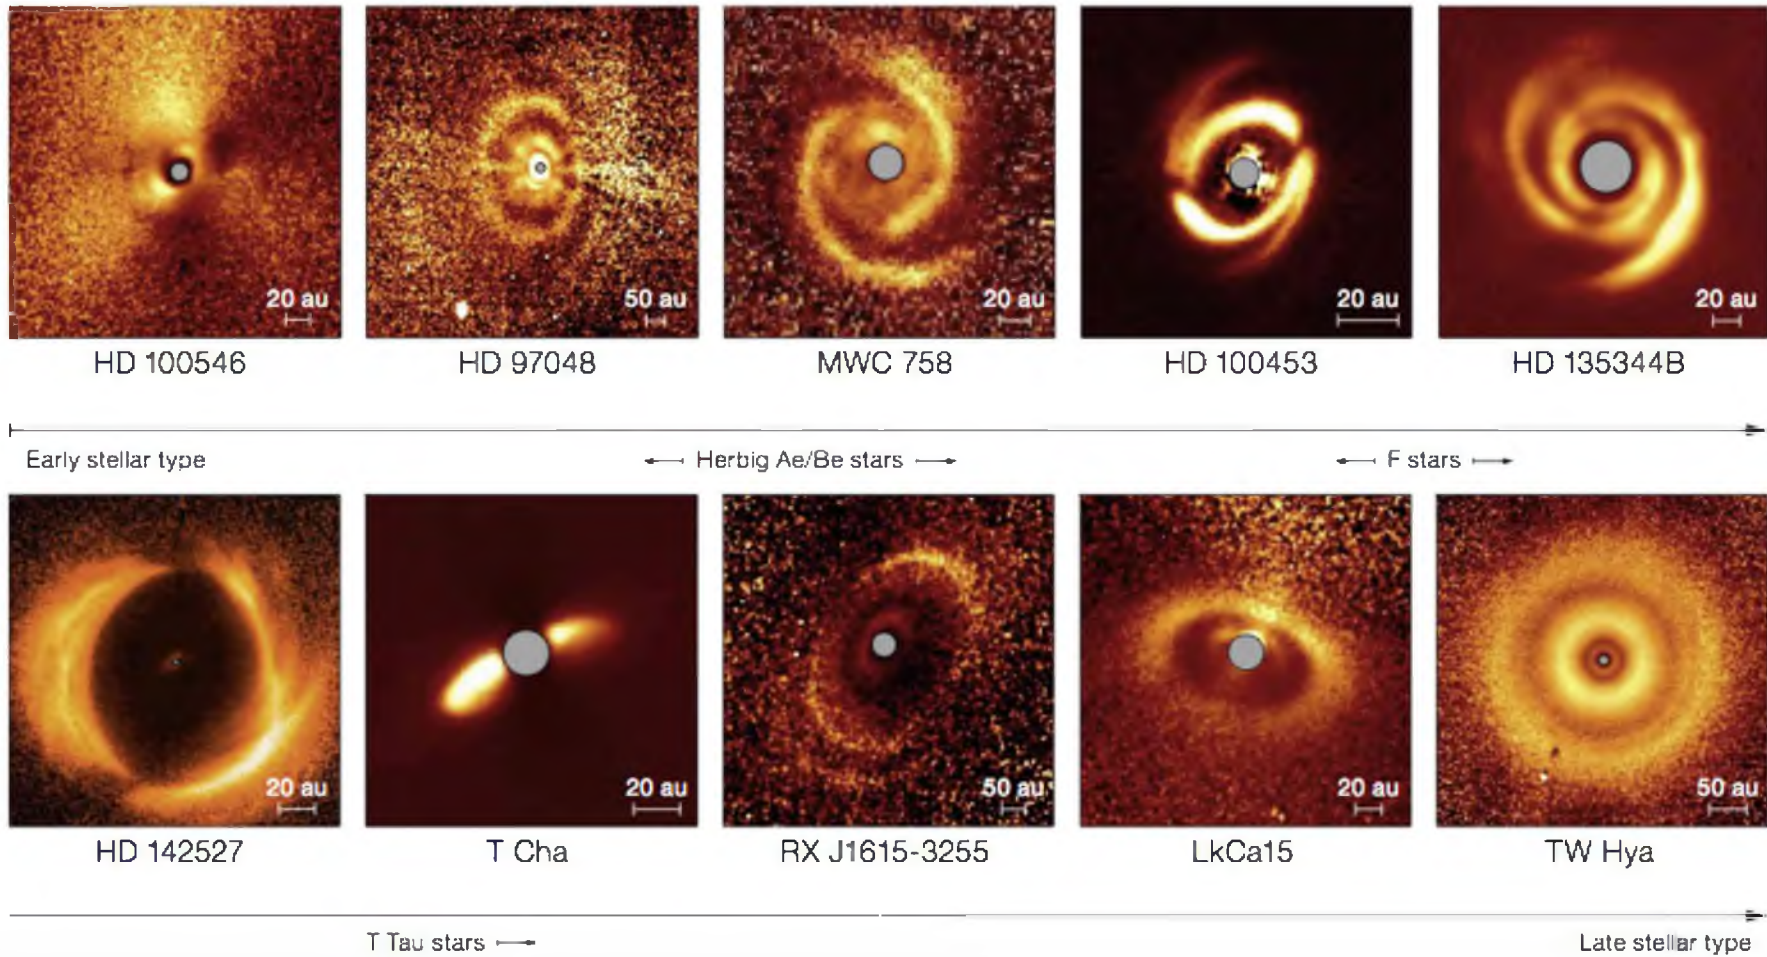 20 au
50 au
20 au
20 au
20 au
HD 100546
HD 97048
MWC 758
HD 100453
HD 135344B
Early stellar type
Herbig Ae/Be stars
F stars
20 au
20 au
50 au
20 au
50 au
HD 142527
T Cha
RX J1615-3255
LkCa15
TW Hya
T Tau stars
Late stellar type